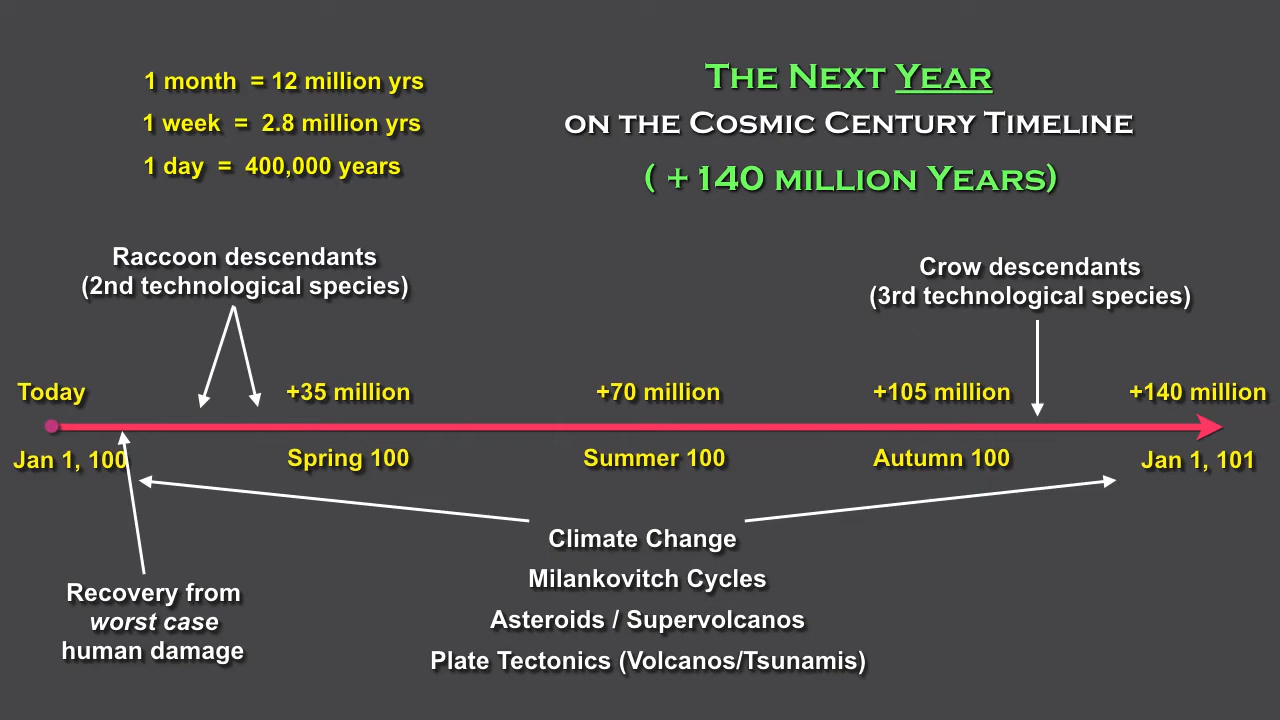 1 month = 12 million yrs
1 week = 2.8 million yrs
1 day = 400,000 years
The Next Year
on the Cosmic Century Timeline
( +140 million Years)
Raccoon descendants
(2nd technological species)
Crow descendants
(3rd technological species)
Today
+35 million
+70 million
+105 million
+140 million
Jan 1, 100
Spring 100
Summer 100
Autumn 100
Jan 1, 101
Climate Change
Milankovitch Cycles
Asteroids / Supervolcanos
Plate Tectonics (Volcanos/Tsunamis)
Recovery from
worst case
human damage